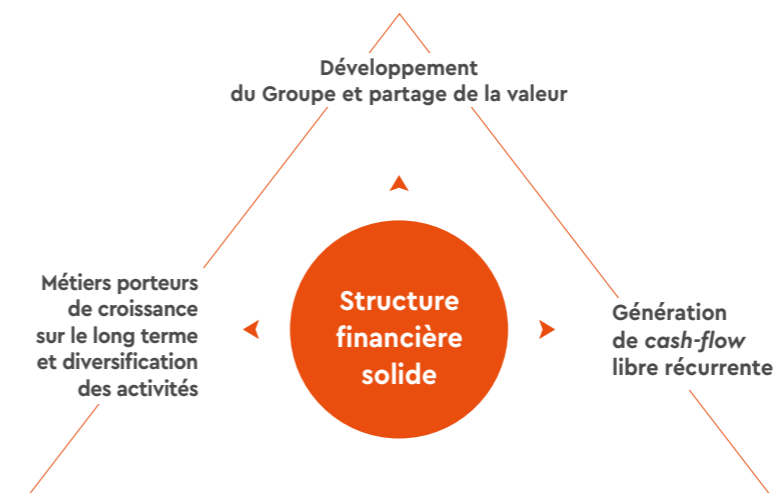 Développement
du Groupe et partage de la valeur
Métiers porteurs
de croissance
sur le long terme
et diversification
des activités
Structure
financière
solide
Génération
de cash-flow
libre récurrente